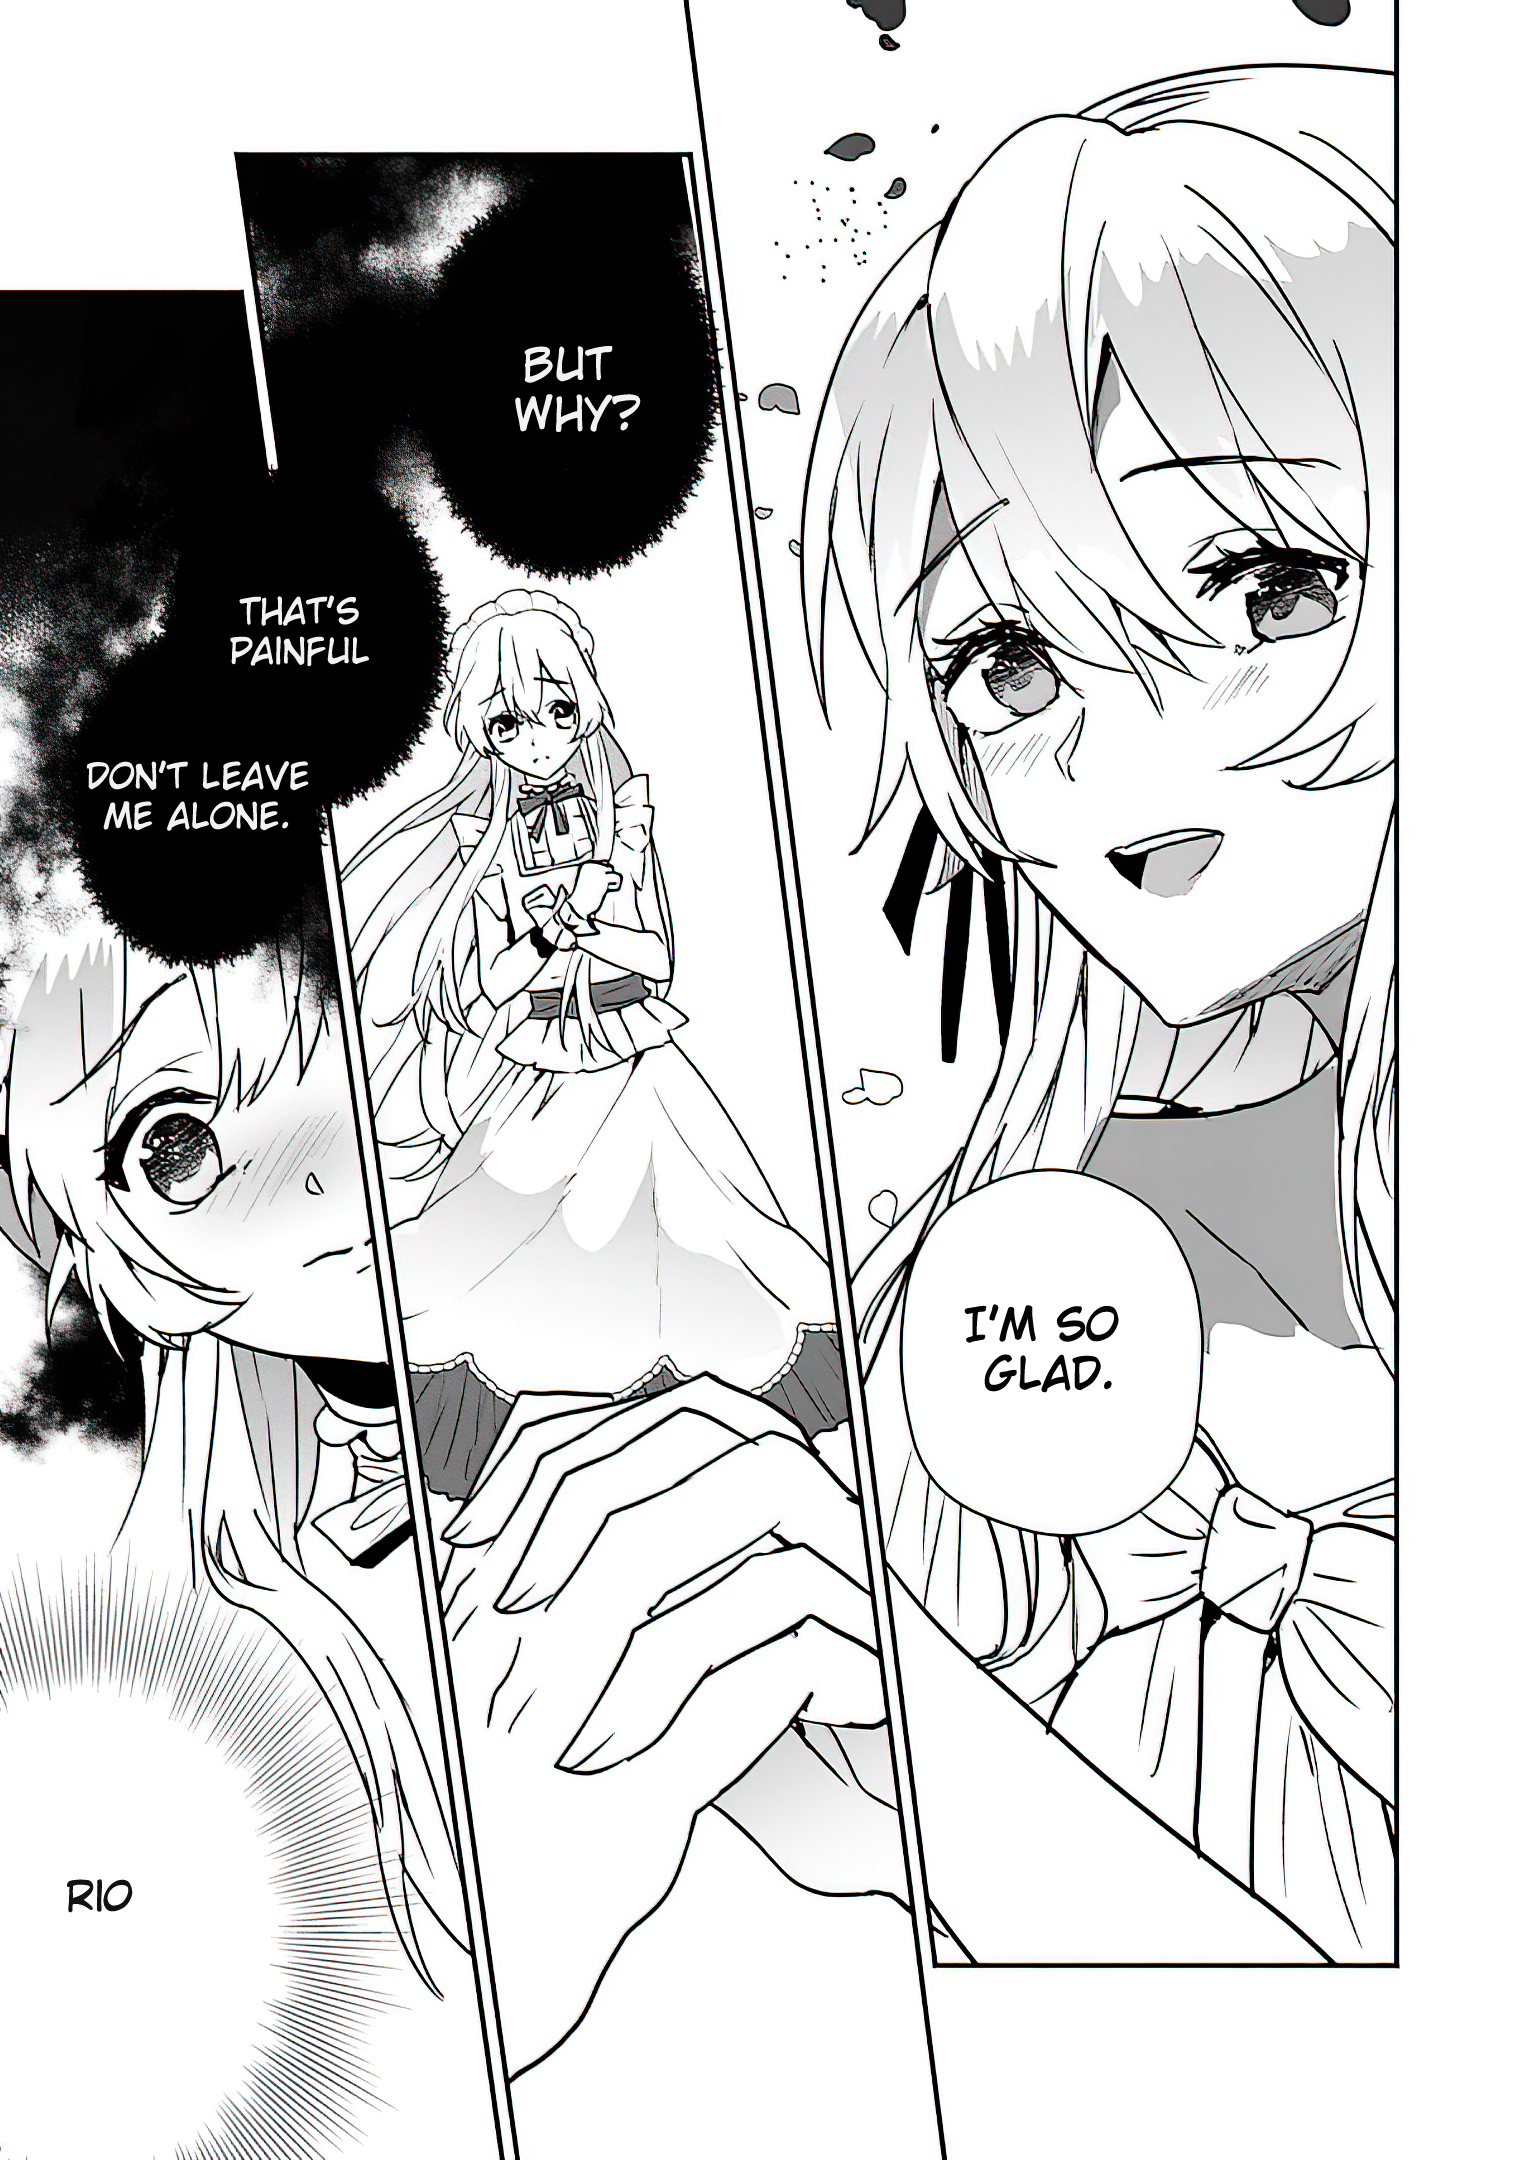 I'M SO
GLAD.
BUT
WHY?
THAT'S
PAINFUL
DON'T LEAVE
ME ALONE.
RIO